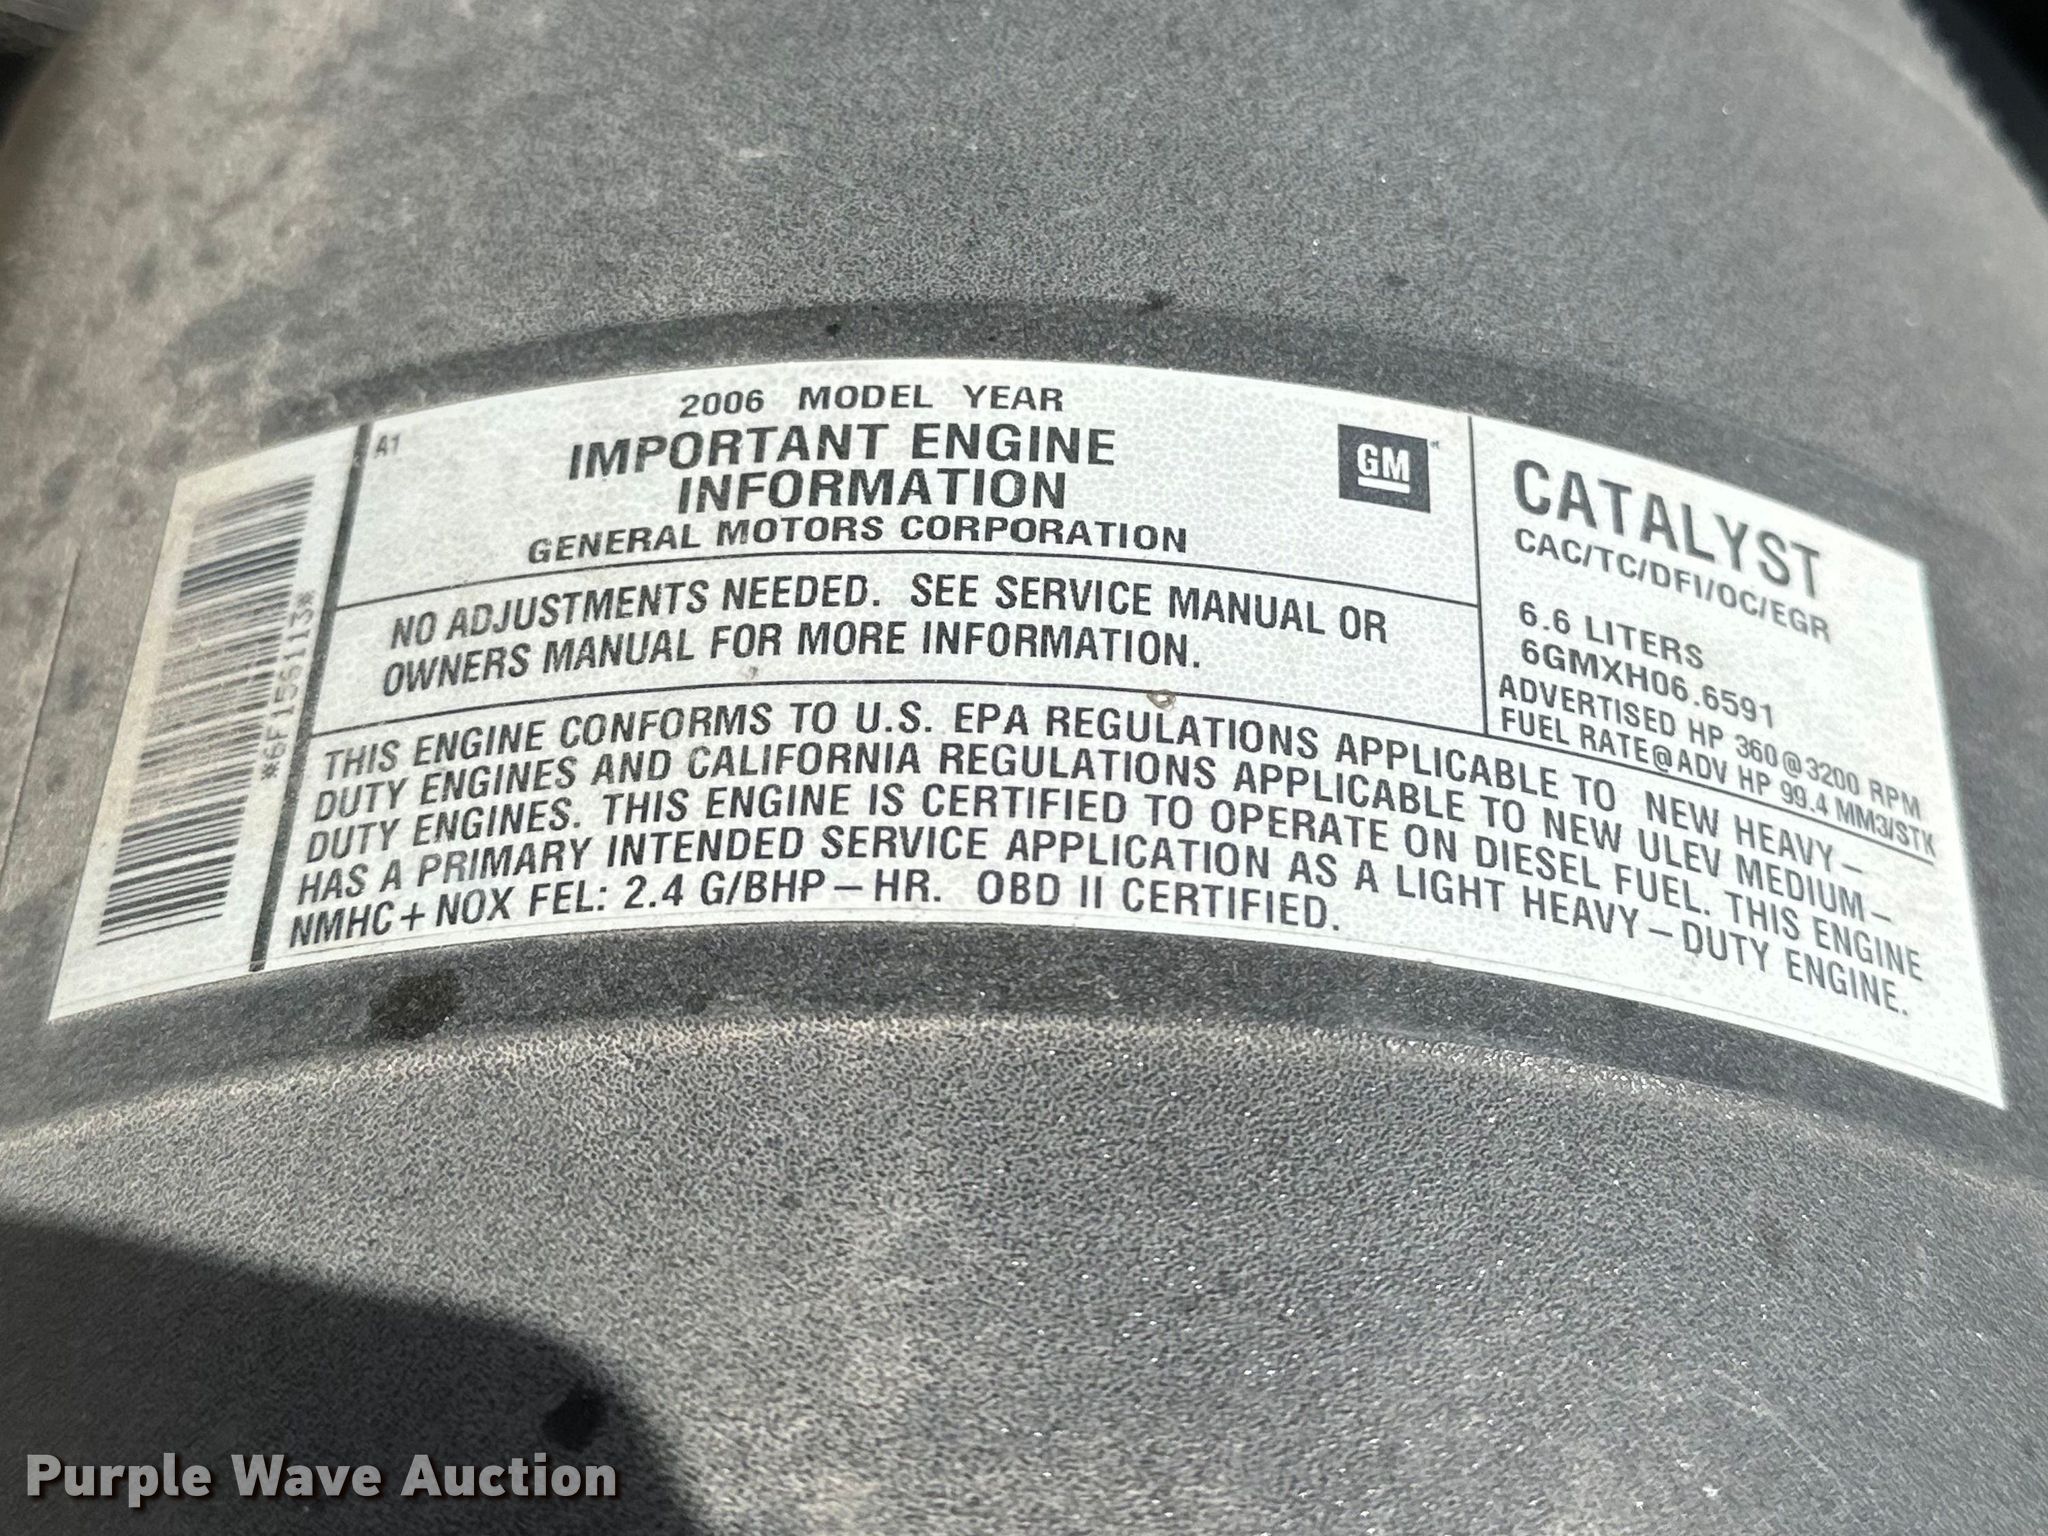 *6F159113*
A1
2006 MODEL YEAR
IMPORTANT ENGINE
INFORMATION
GENERAL MOTORS CORPORATION
GM
NO ADJUSTMENTS NEEDED. SEE SERVICE MANUAL OR
OWNERS MANUAL FOR MORE INFORMATION.
CATALYST
CAC/TC/DFI/OC/EGR
6.6 LITERS
6GMXH06.6591
ADVERTISED HP 360@3200 RPM
FUEL RATE@ADV HP 99.4 MM3/STK
THIS ENGINE CONFORMS TO U.S. EPA REGULATIONS APPLICABLE TO NEW HEAVY–
DUTY ENGINES AND CALIFORNIA REGULATIONS APPLICABLE TO NEW ULEV MEDIUM–
DUTY ENGINES. THIS ENGINE IS CERTIFIED TO OPERATE ON DIESEL FUEL. THIS ENGINE
HAS A PRIMARY INTENDED SERVICE APPLICATION AS A LIGHT HEAVY–DUTY ENGINE.
NMHC+NOX FEL: 2.4 G/BHP–HR. OBD II CERTIFIED.
Purple Wave Auction